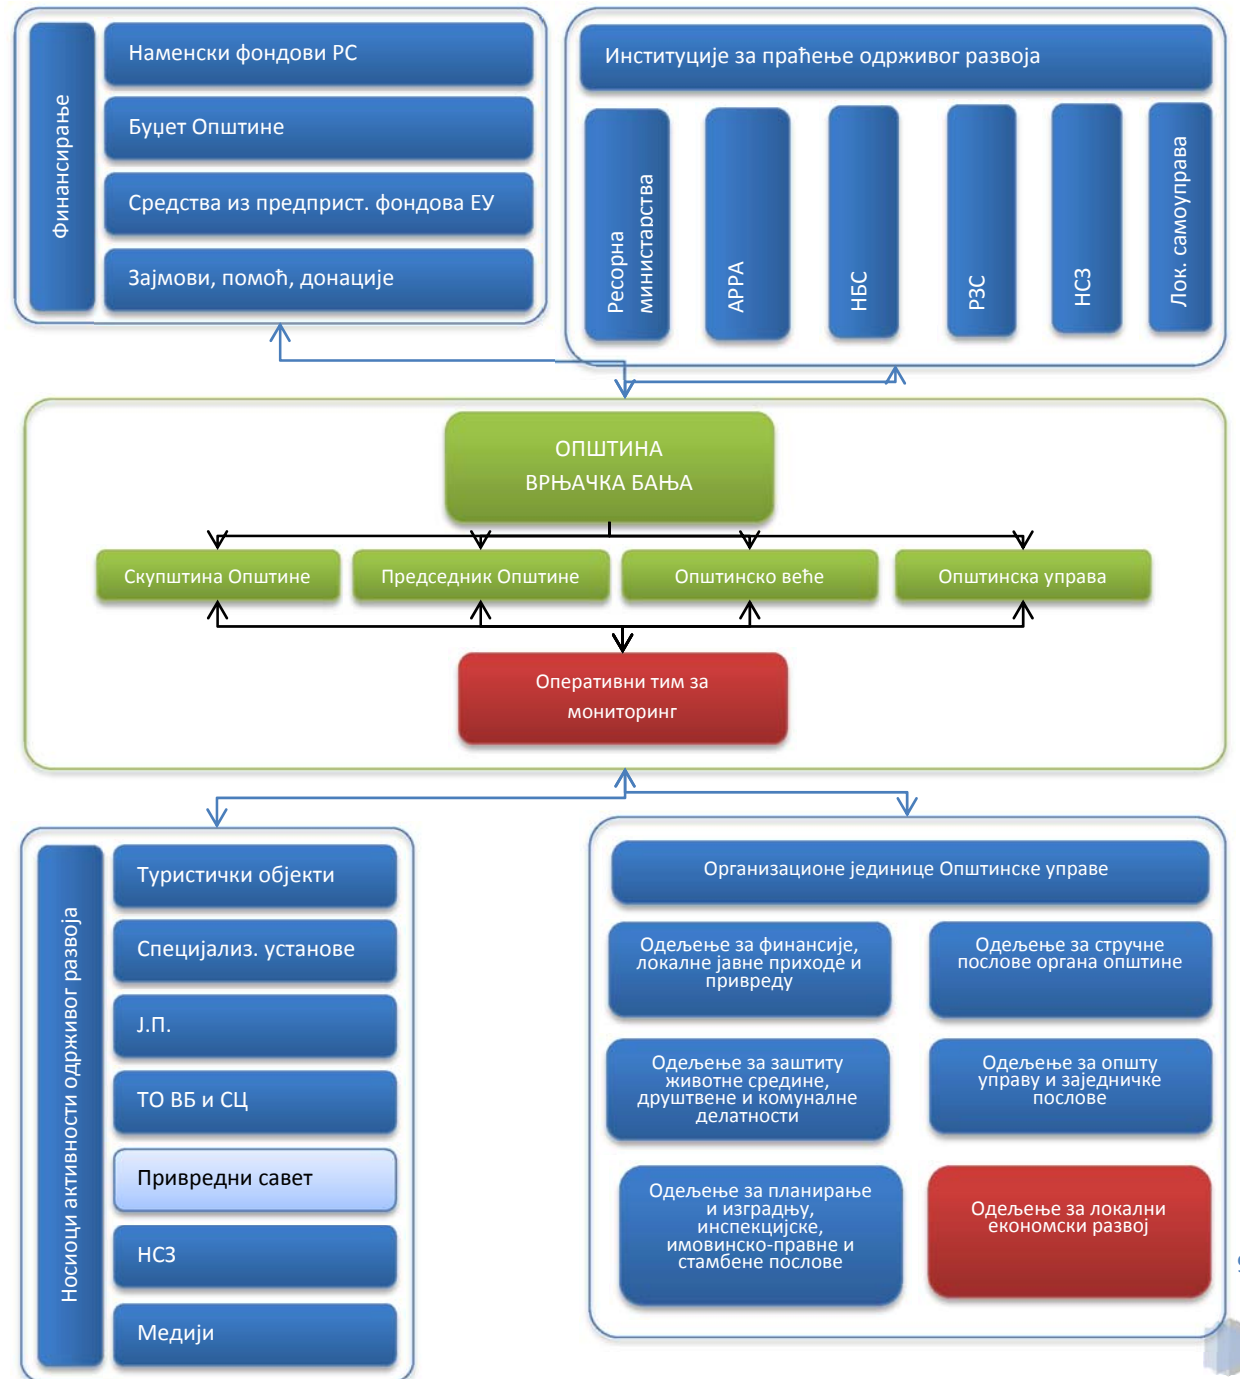 Финансирање
Наменски фондови РС
Буџет Општине
Средства из предприст. фондова ЕУ
Зајмови, помоћ, донације
Институције за праћење одрживог развоја
Ресорна
министарства
АРРА
НБС
РЗС
НСЗ
Лок. самоуправа
ОПШТИНА
ВРЊАЧКА БАЊА
Скупштина Општине
Председник Општине
Општинско веће
Општинска управа
Оперативни тим за
мониторинг
Носиоци активности одрживог развоја
Туристички објекти
Специјализ. установе
Ј.П.
ТО ВБ и СЦ
Привредни савет
НСЗ
Медији
Организационе јединице Општинске управе
Одељење за финансије,
локалне јавне приходе и
привреду
Одељење за стручне
послове органа општине
Одељење за заштиту
животне средине,
друштвене и комуналне
делатности
Одељење за општу
управу и заједничке
послове
Одељење за планирање
и изградњу,
инспекцијске,
имовинско-правне и
стамбене послове
Одељење за локални
економски развој